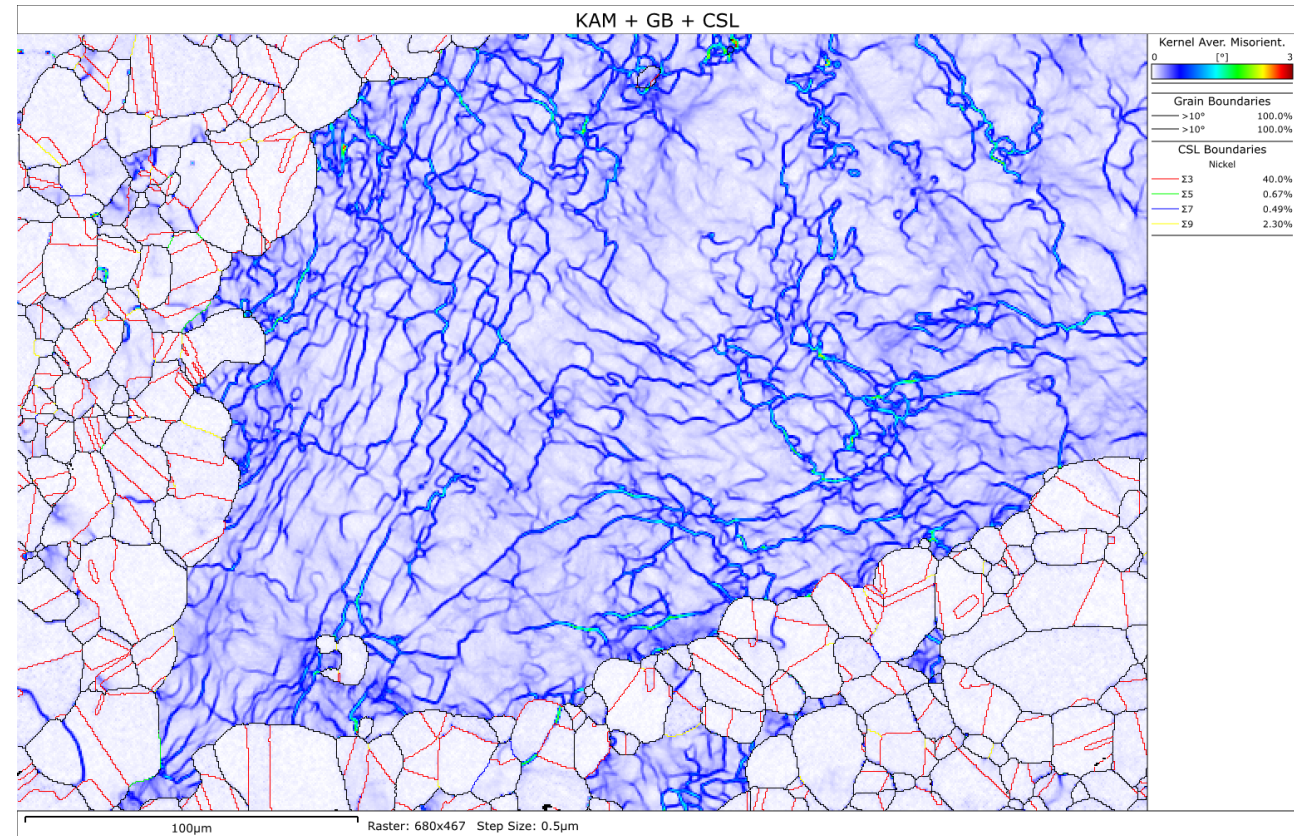 KAM + GB + CSL
Kernel Aver. Misorient.
0 [°] 3
Grain Boundaries
>10° 100.0%
>10° 100.0%
CSL Boundaries
Nickel
Σ3 40.0%
Σ5 0.67%
Σ7 0.49%
Σ9 2.30%
100µm Raster: 680x467 Step Size: 0.5µm